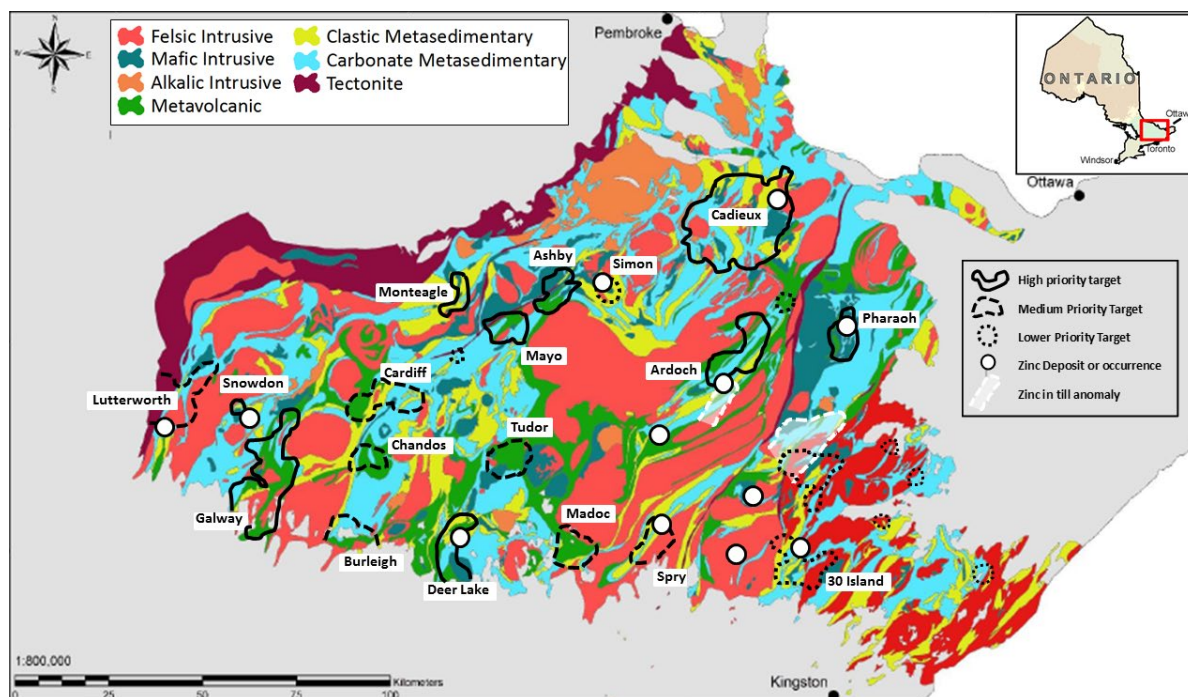 Felsic Intrusive
Mafic Intrusive
Alkalic Intrusive
Metavolcanic
Clastic Metasedimentary
Carbonate Metasedimentary
Tectonite
Pembroke
ONTARIO
Ottaw
Toronto
Windsor
Ottawa
N
W
E
S
Cadieux
Ashby
Simon
Monteagle
Mayo
Pharaoh
Ardoch
Cardiff
Snowdon
Lutterworth
Chandos
Tudor
Galway
Madoc
Burleigh
Deer Lake
Spry
30 Island
High priority target
Medium Priority Target
Lower Priority Target
Zinc Deposit or occurrence
Zinc in till anomaly
1:800,000
Kilometers
0 25 50 75 100
Kingston